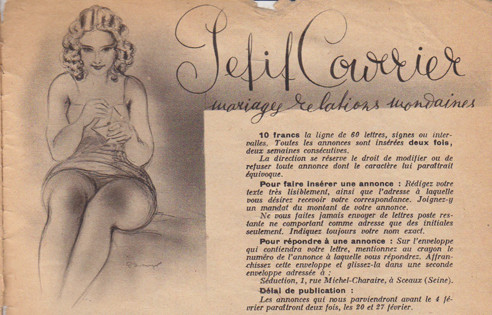 Petit Courrier
mariages relations mondaines
10 francs la ligne de 60 lettres, signes ou inter-
valles. Toutes les annonces sont insérées deux fois,
deux semaines consécutives.
La direction se réserve le droit de modifier ou de
refuser toute annonce dont le caractère lui paraîtrait
équivoque.
Pour faire insérer une annonce : Rédigez votre
texte très lisiblement, ainsi que l'adresse à laquelle
vous désirez recevoir votre correspondance. Joignez-y
un mandat du montant de votre annonce.
Ne vous faites jamais envoyer de lettres poste res-
tante ne comportant comme adresse que des initiales
seulement. Indiquez toujours votre nom exact.
Pour répondre à une annonce : Sur l'enveloppe
qui contiendra votre lettre, mentionnez au crayon le
numéro de l'annonce à laquelle vous répondez. Affran-
chissez cette enveloppe et glissez-la dans une seconde
enveloppe adressée à :
Séduction, 1, rue Michel-Charaire, à Sceaux (Seine).
Délai de publication :
Les annonces qui nous parviendront avant le 4 fé-
vrier paraîtront deux fois, les 20 et 27 février.